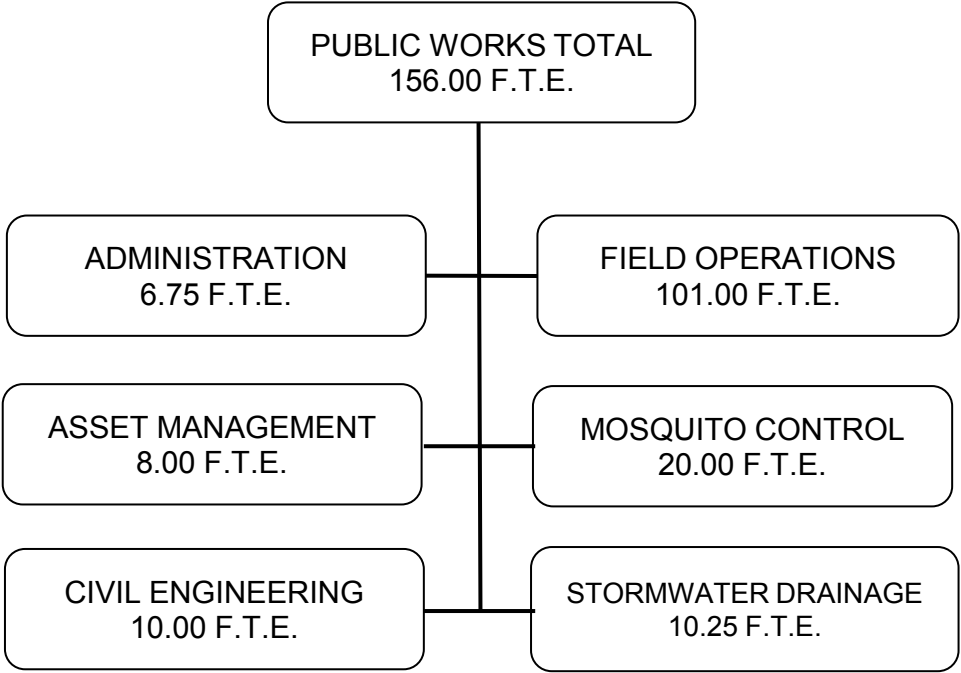 PUBLIC WORKS TOTAL
156.00 F.T.E.
ADMINISTRATION
6.75 F.T.E.
FIELD OPERATIONS
101.00 F.T.E.
ASSET MANAGEMENT
8.00 F.T.E.
MOSQUITO CONTROL
20.00 F.T.E.
CIVIL ENGINEERING
10.00 F.T.E.
STORMWATER DRAINAGE
10.25 F.T.E.